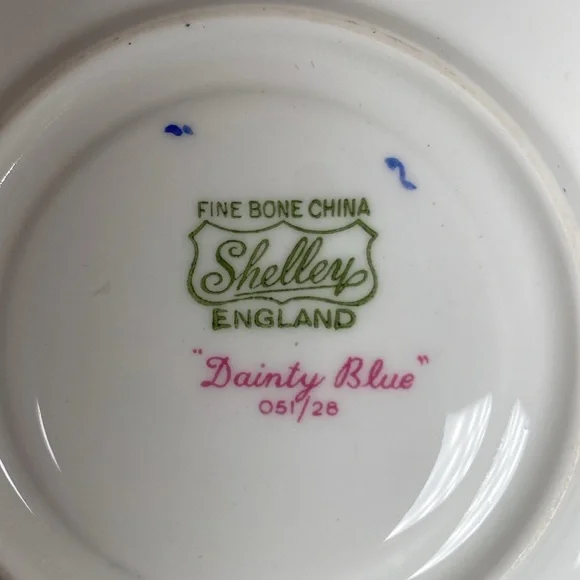 FINE BONE CHINA
Shelley
ENGLAND
"Dainty Blue"
051/28